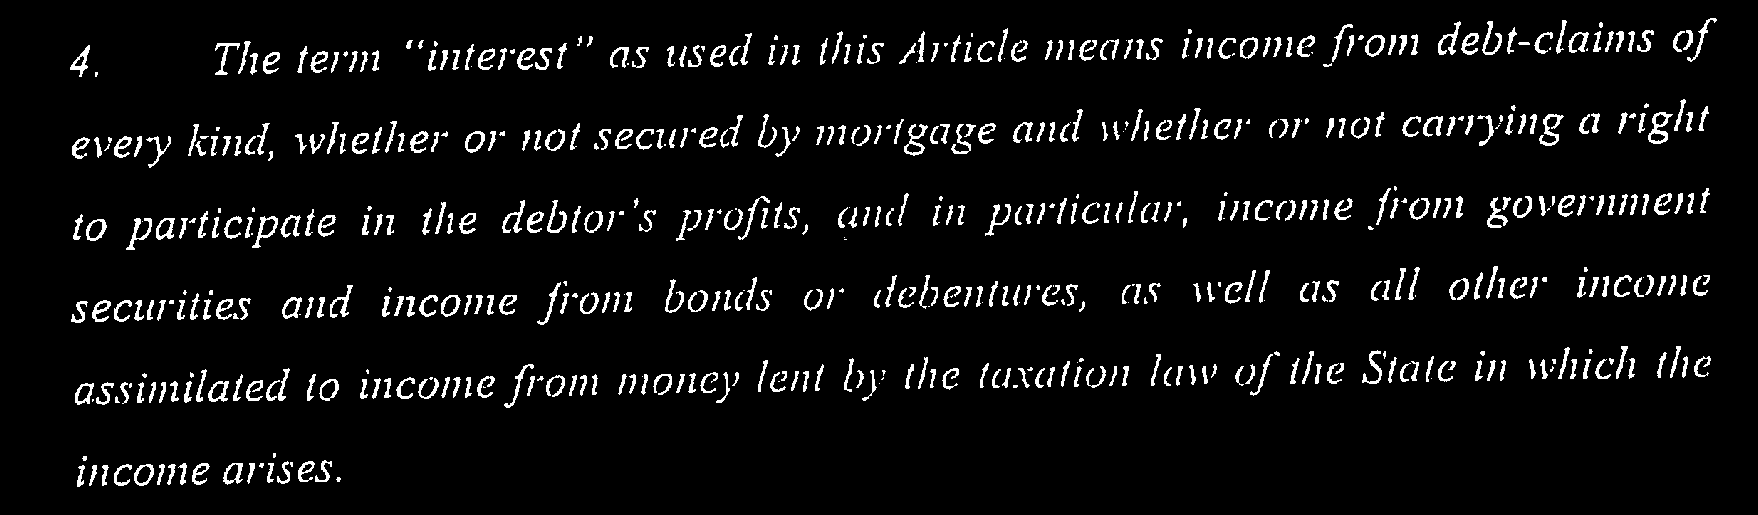 4. The term "interest" as used in this Article means income from debt-claims of
every kind, whether or not secured by mortgage and whether or not carrying a right
to participate in the debtor's profits, and in particular, income from government
securities and income from bonds or debentures, as well as all other income
assimilated to income from money lent by the taxation law of the State in which the
income arises.